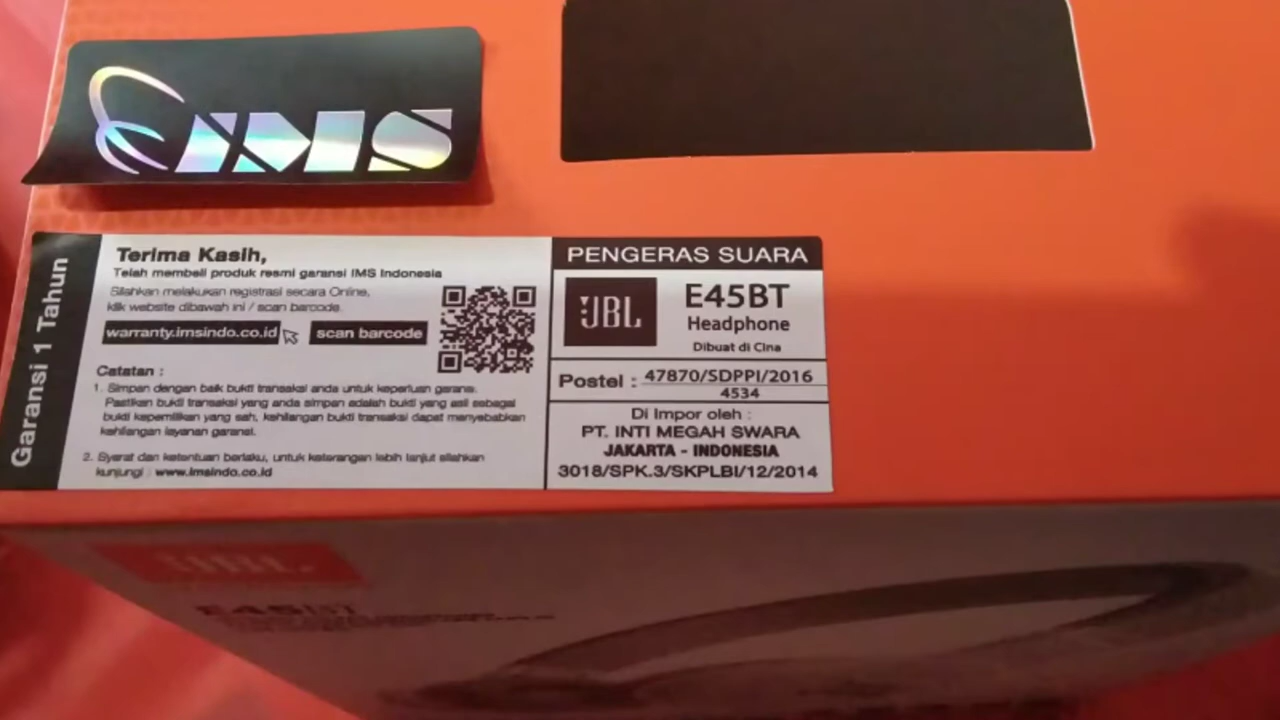 IMS
Garansi 1 Tahun
Terima Kasih,
Telah membeli produk resmi garansi IMS Indonesia
Silahkan melakukan registrasi secara Online,
klik website dibawah ini / scan barcode.
warranty.imsindo.co.id
scan barcode
Catatan :
1. Simpan dengan baik bukti transaksi anda untuk keperluan garansi.
Pastikan bukti transaksi yang anda simpan adalah bukti yang asli sebagai
bukti kepemilikan yang sah, kehilangan bukti transaksi dapat menyebabkan
kehilangan layanan garansi.
2. Syarat dan ketentuan berlaku, untuk keterangan lebih lanjut silahkan
kunjungi : www.imsindo.co.id
PENGERAS SUARA
JBL
E45BT
Headphone
Dibuat di Cina
Postel : 47870/SDPPI/2016
4534
Di Impor oleh :
PT. INTI MEGAH SWARA
JAKARTA - INDONESIA
3018/SPK.3/SKPLBI/12/2014
JBL
E45BT